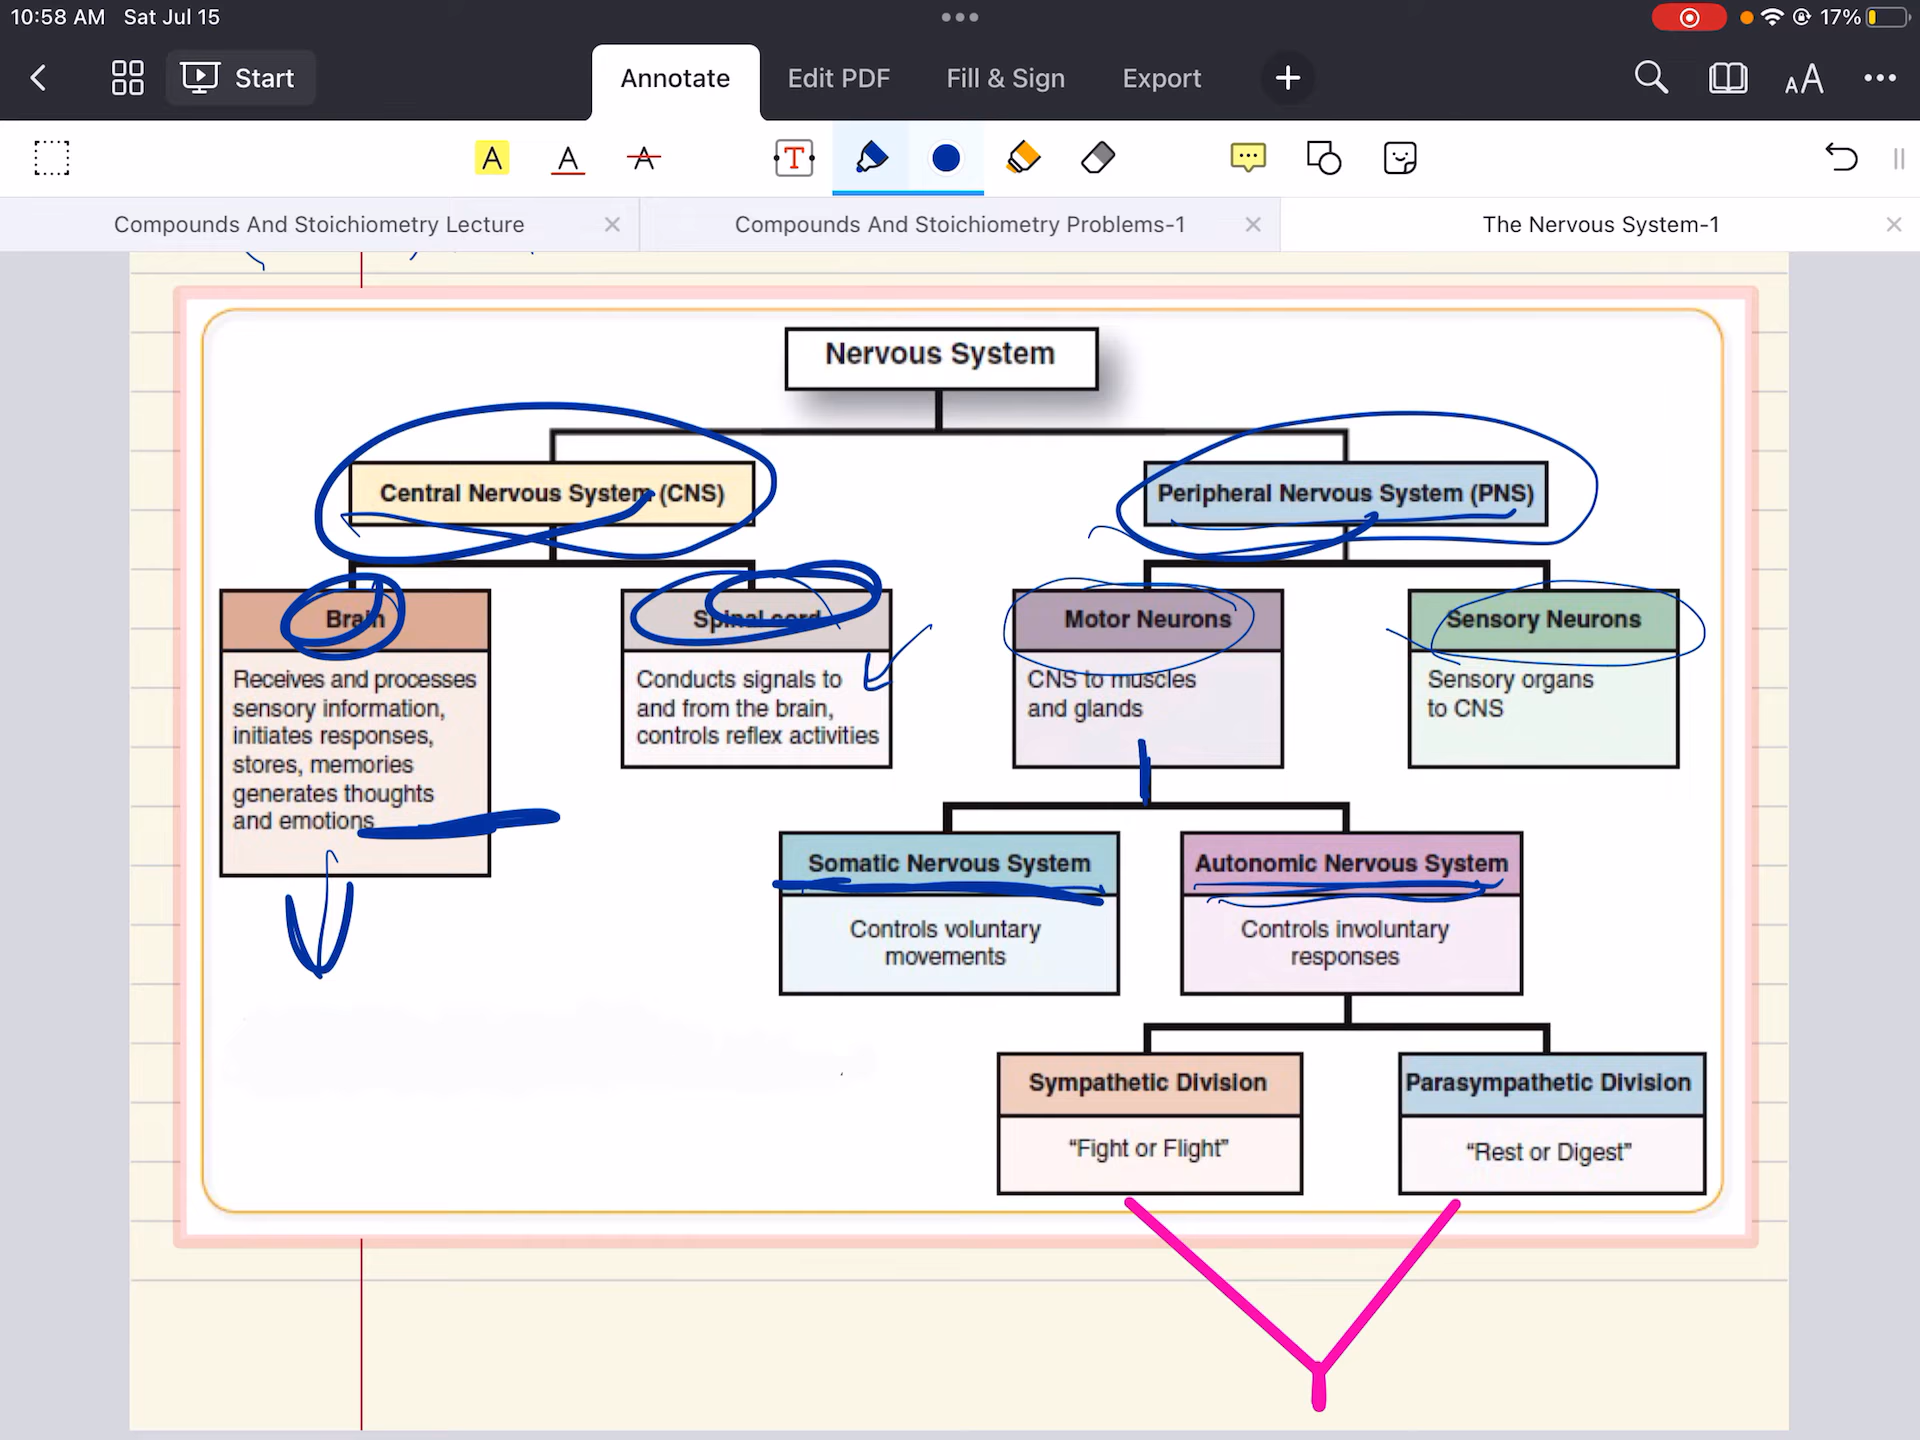 10:58 AM Sat Jul 15
17%
Start
Annotate
Edit PDF
Fill & Sign
Export
AA
A A A T
Compounds And Stoichiometry Lecture
Compounds And Stoichiometry Problems-1
The Nervous System-1
Nervous System
Central Nervous System (CNS)
Peripheral Nervous System (PNS)
Brain
Receives and processes
sensory information,
initiates responses,
stores, memories
generates thoughts
and emotions
Spinal cord
Conducts signals to
and from the brain,
controls reflex activities
Motor Neurons
CNS to muscles
and glands
Sensory Neurons
Sensory organs
to CNS
Somatic Nervous System
Controls voluntary
movements
Autonomic Nervous System
Controls involuntary
responses
Sympathetic Division
“Fight or Flight”
Parasympathetic Division
“Rest or Digest”